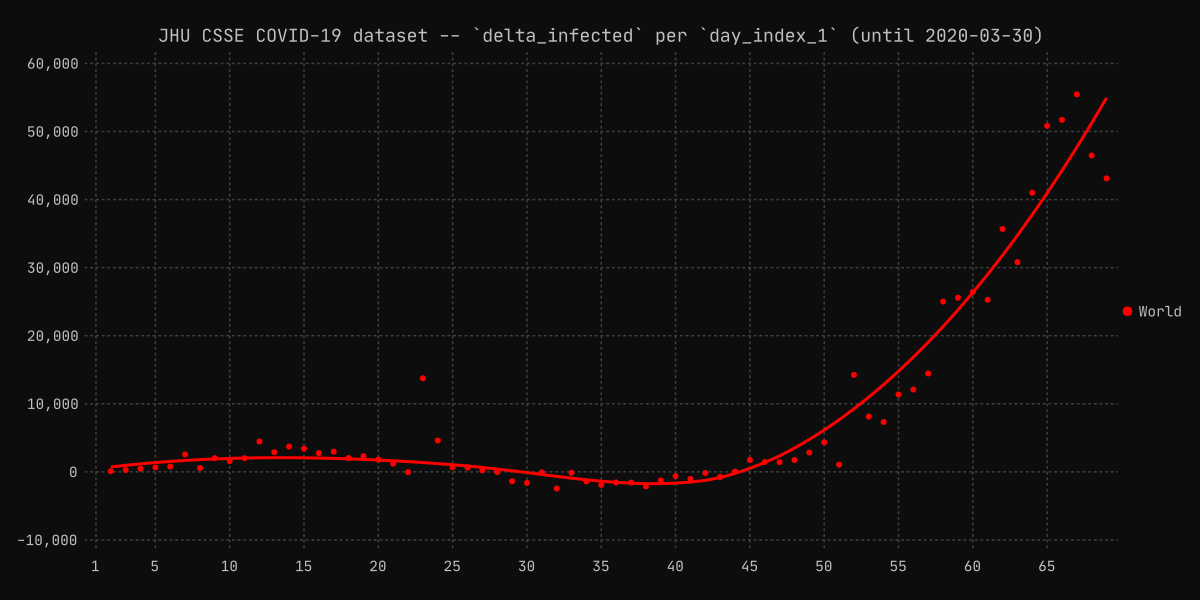 JHU CSSE COVID-19 dataset -- `delta_infected` per `day_index_1` (until 2020-03-30)
60,000
50,000
40,000
30,000
20,000
10,000
0
-10,000
1 5 10 15 20 25 30 35 40 45 50 55 60 65
World